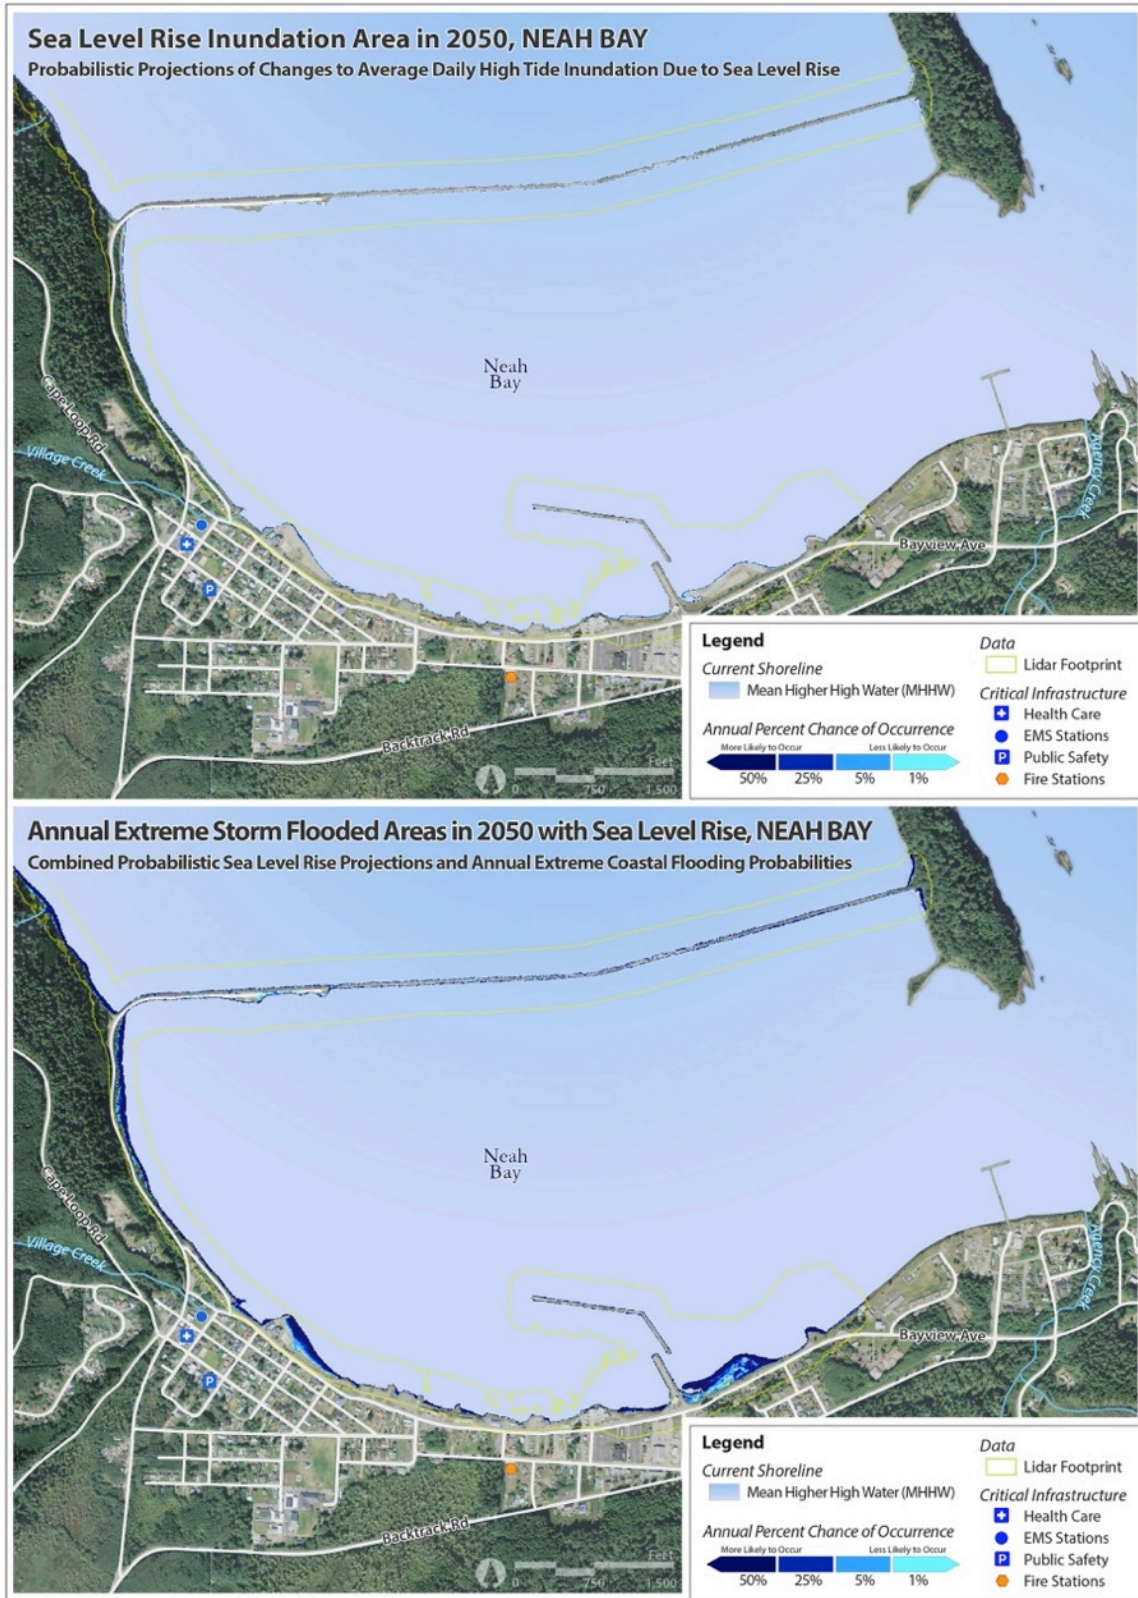 Sea Level Rise Inundation Area in 2050, NEAH BAY
Probabilistic Projections of Changes to Average Daily High Tide Inundation Due to Sea Level Rise
Neah
Bay
Cape Loop Rd
Village Creek
Agency Creek
Bayview Ave
Backtrack Rd
Feet
0 750 1,500
Legend
Current Shoreline
Mean Higher High Water (MHHW)
Annual Percent Chance of Occurrence
More Likely to Occur Less Likely to Occur
50% 25% 5% 1%
Data
Lidar Footprint
Critical Infrastructure
Health Care
EMS Stations
P Public Safety
Fire Stations
P
Annual Extreme Storm Flooded Areas in 2050 with Sea Level Rise, NEAH BAY
Combined Probabilistic Sea Level Rise Projections and Annual Extreme Coastal Flooding Probabilities
Neah
Bay
Cape Loop Rd
Village Creek
Agency Creek
Bayview Ave
Backtrack Rd
Feet
0 750 1,500
Legend
Current Shoreline
Mean Higher High Water (MHHW)
Annual Percent Chance of Occurrence
More Likely to Occur Less Likely to Occur
50% 25% 5% 1%
Data
Lidar Footprint
Critical Infrastructure
Health Care
EMS Stations
P Public Safety
Fire Stations
P